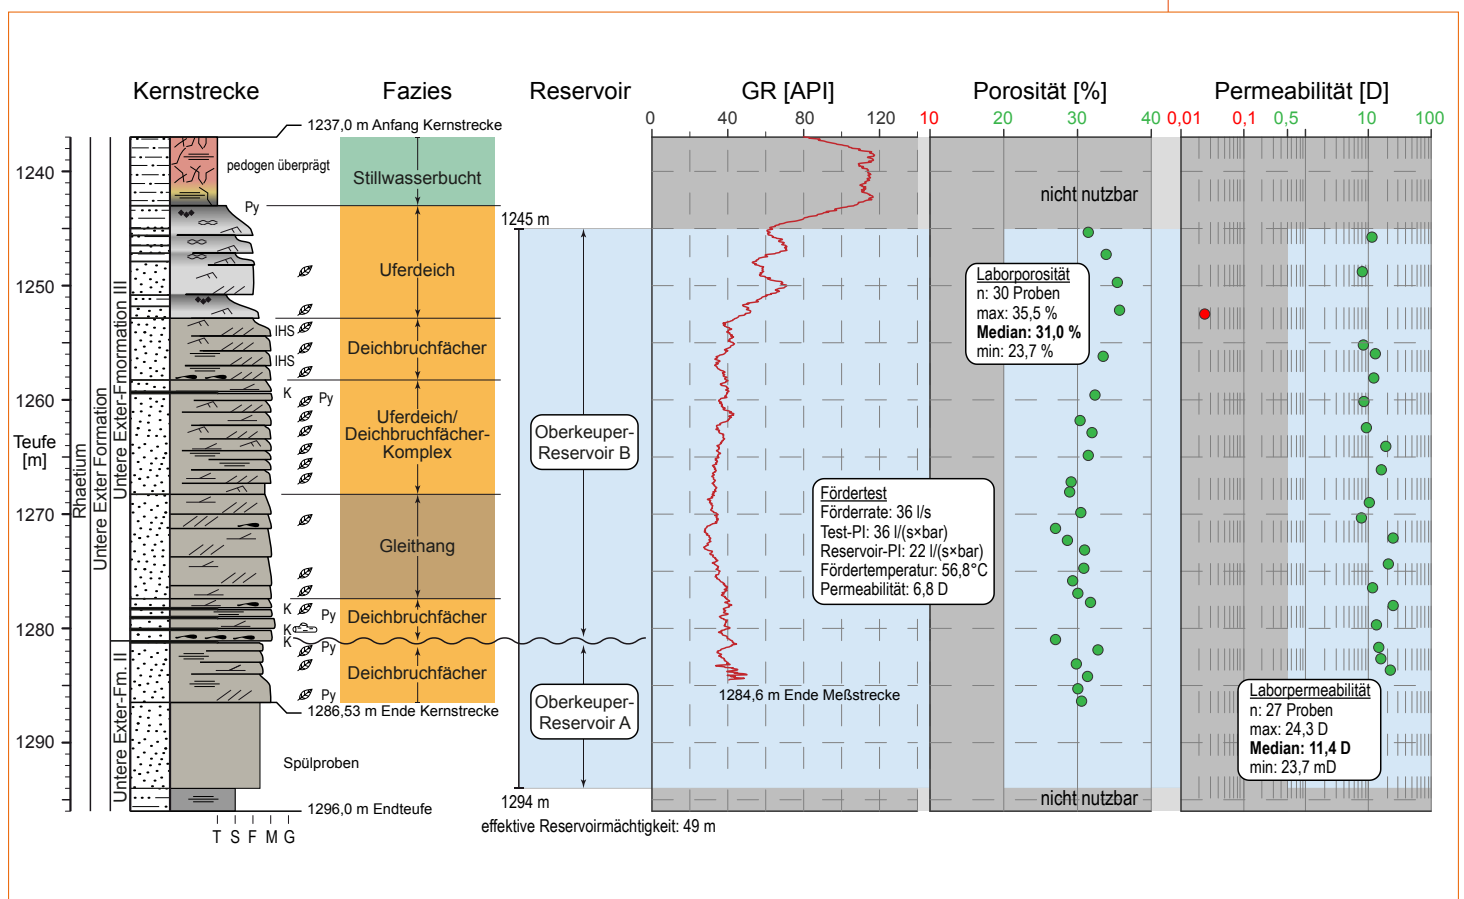 Kernstrecke
Fazies
Reservoir
GR [API]
Porosität [%]
Permeabilität [D]
0
40
80
120
10
20
30
40
0,01
0,1
0,5
10
100
1237,0 m Anfang Kernstrecke
pedogen überprägt
Stillwasserbucht
nicht nutzbar
1240
Py
1245 m
Uferdeich
1250
Laborporosität
n: 30 Proben
max: 35,5 %
Median: 31,0 %
min: 23,7 %
IHS
Deichbruchfächer
IHS
K
Py
1260
Uferdeich/
Deichbruchfächer-
Komplex
Oberkeuper-
Reservoir B
Teufe
[m]
Rhaetium
Untere Exter Formation
Untere Exter-Fmormation III
Untere Exter-Fm. II
1270
Gleithang
Fördertest
Förderrate: 36 l/s
Test-PI: 36 l/(s×bar)
Reservoir-PI: 22 l/(s×bar)
Fördertemperatur: 56,8°C
Permeabilität: 6,8 D
K
Py
Deichbruchfächer
1280
K
K
Py
Deichbruchfächer
Py
1284,6 m Ende Meßstrecke
1286,53 m Ende Kernstrecke
Oberkeuper-
Reservoir A
Laborpermeabilität
n: 27 Proben
max: 24,3 D
Median: 11,4 D
min: 23,7 mD
1290
Spülproben
nicht nutzbar
1294 m
1296,0 m Endteufe
effektive Reservoirmächtigkeit: 49 m
T S F M G